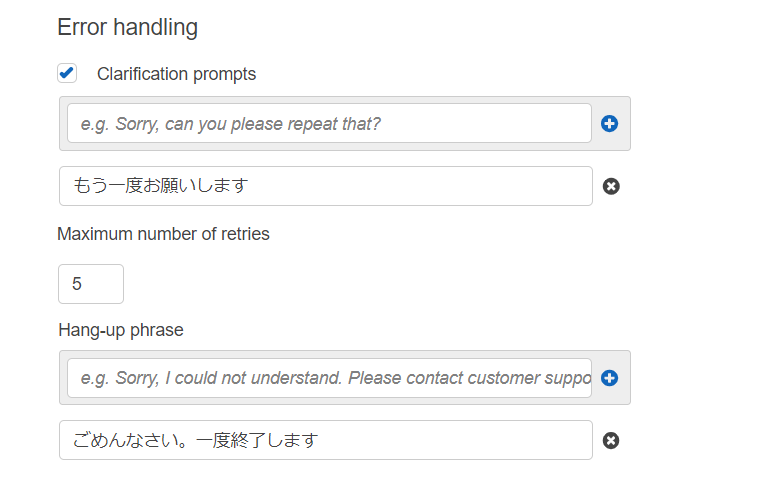 Error handling
Clarification prompts
e.g. Sorry, can you please repeat that?
もう一度お願いします
Maximum number of retries
5
Hang-up phrase
e.g. Sorry, I could not understand. Please contact customer suppo
ごめんなさい。一度終了します